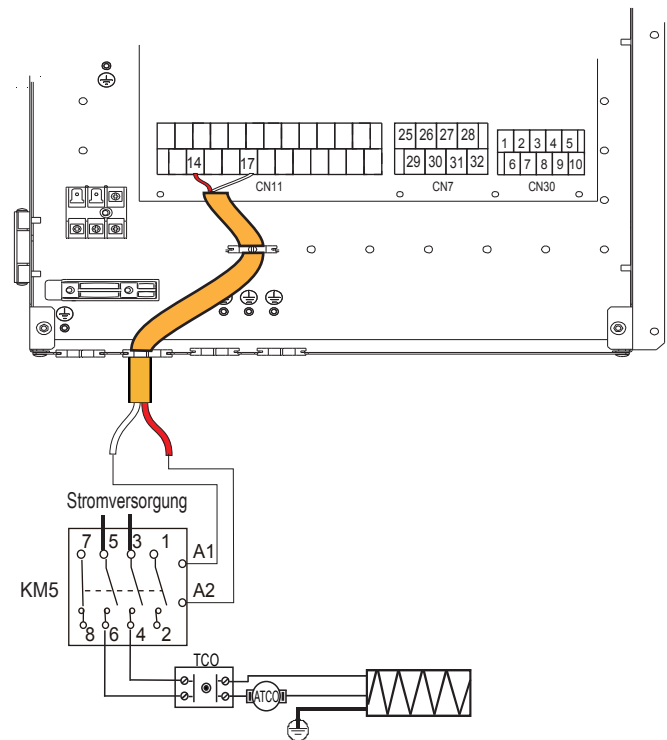 25 26 27 28
1 2 3 4 5
14 17
29 30 31 32
6 7 8 9 10
CN11
CN7
CN30
Stromversorgung
7 5 3 1
A1
KM5
A2
8 6 4 2
TCO
ATCO